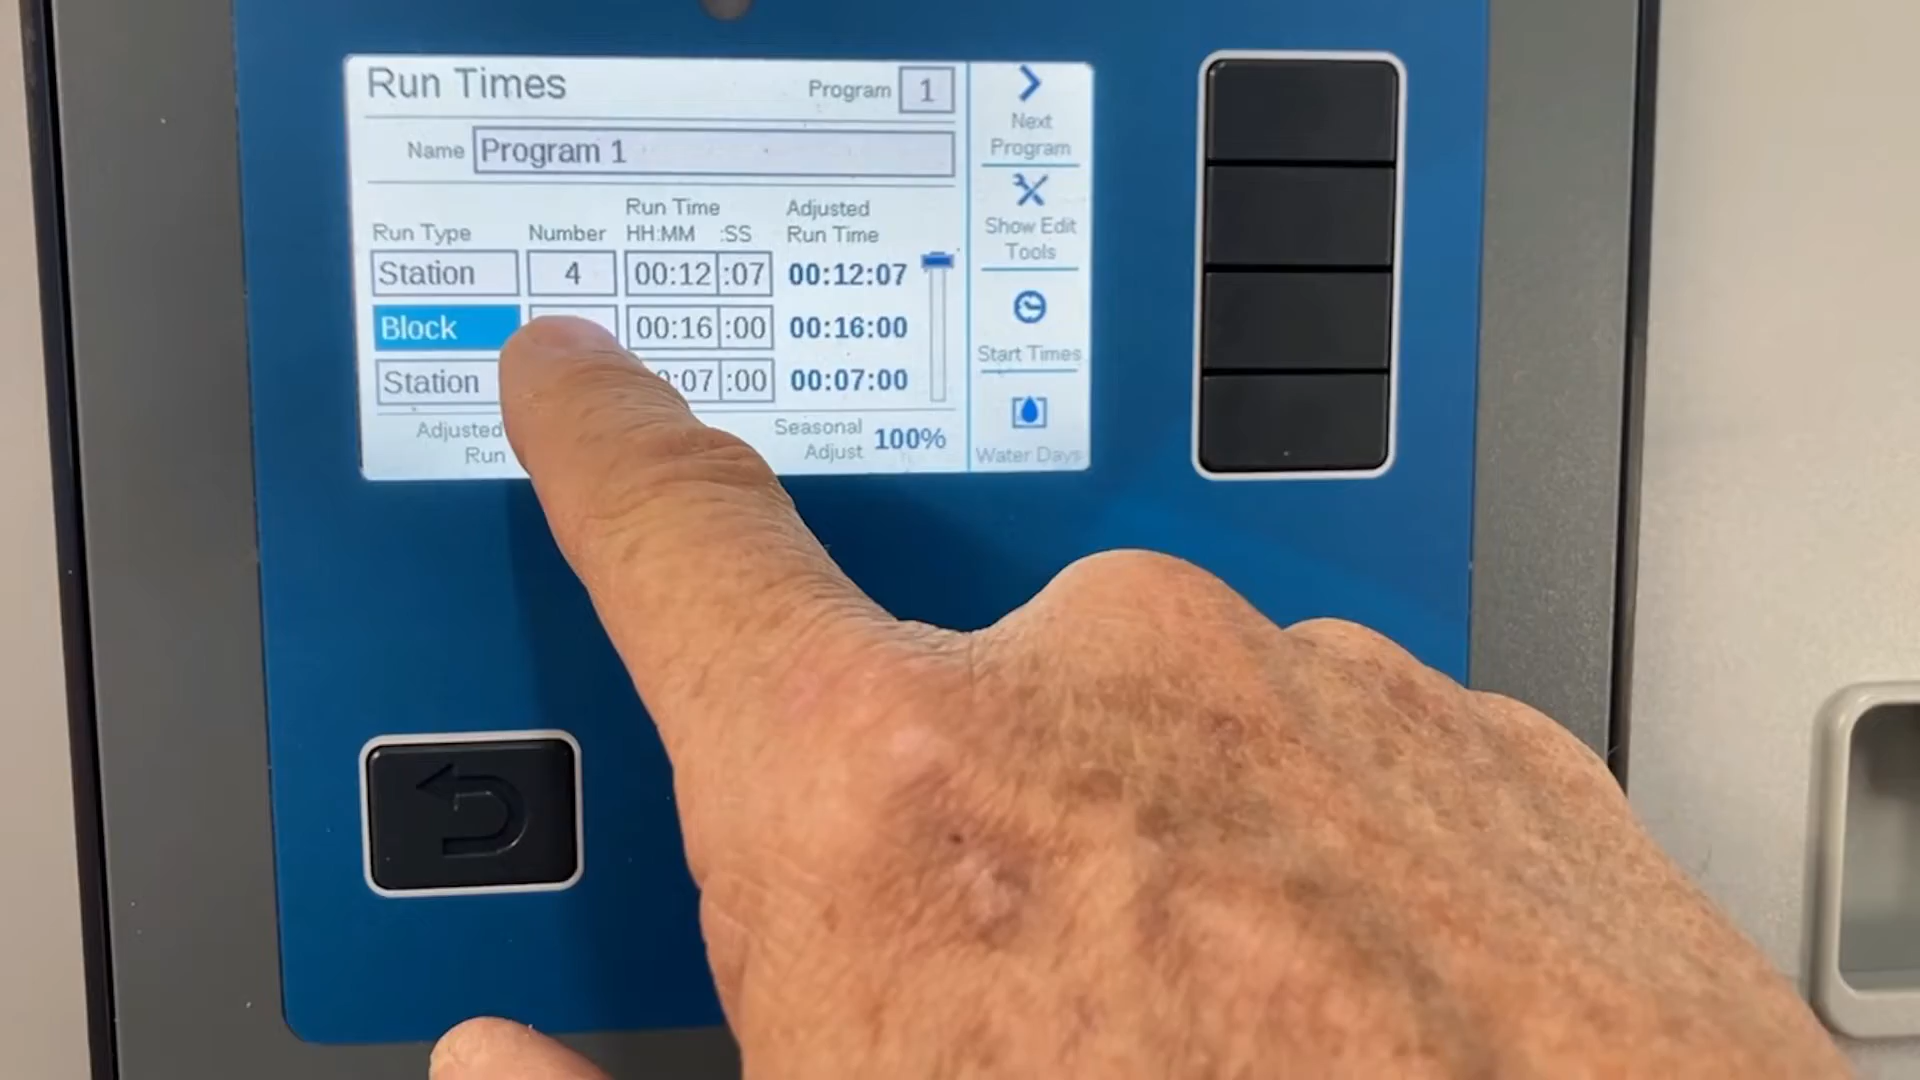 Run Times
Program 1
Name Program 1
Next Program
Run Type Number Run Time HH:MM :SS Adjusted Run Time
Station 4 00:12 :07 00:12:07
Block 00:16 :00 00:16:00
Station :07 :00 00:07:00
Show Edit Tools
Start Times
Water Days
Adjusted Run
Seasonal Adjust 100%